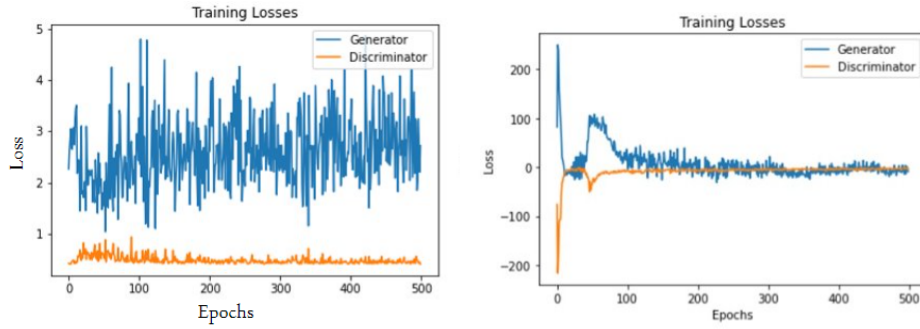 Training Losses
Generator
Discriminator
5
4
3
2
1
Loss
0
100
200
300
400
500
Epochs
Training Losses
Generator
Discriminator
200
100
0
−100
−200
Loss
0
100
200
300
400
500
Epochs